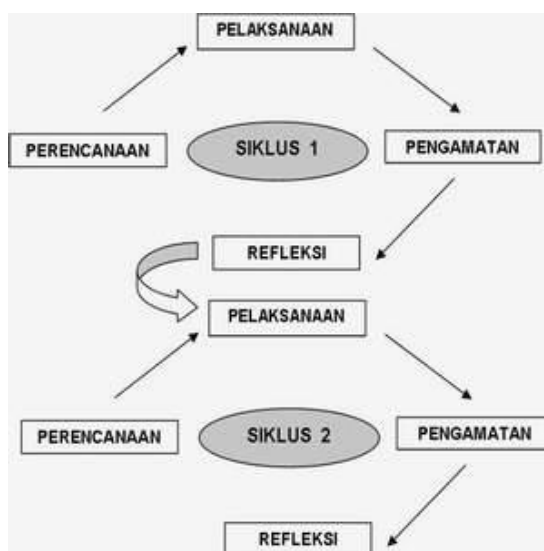 PELAKSANAAN
PERENCANAAN
SIKLUS 1
PENGAMATAN
REFLEKSI
PELAKSANAAN
PERENCANAAN
SIKLUS 2
PENGAMATAN
REFLEKSI